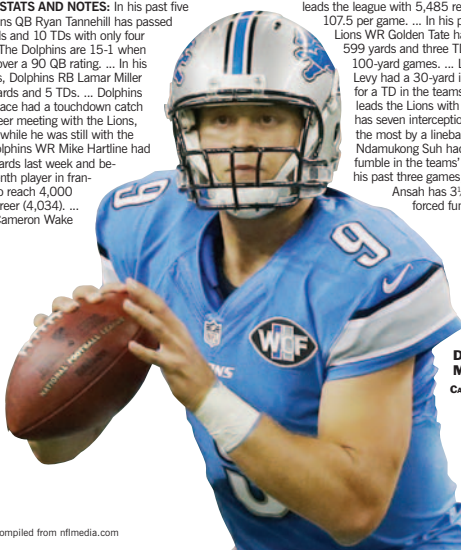 STATS AND NOTES: In his past five
ns QB Ryan Tannehill has passed
ds and 10 TDs with only four
The Dolphins are 15-1 when
over a 90 QB rating. ... In his
s, Dolphins RB Lamar Miller
ards and 5 TDs. ... Dolphins
ace had a touchdown catch
eer meeting with the Lions,
while he was still with the
olphins WR Mike Hartline had
ards last week and be-
nth player in fran-
o reach 4,000
reer (4,034). ...
Cameron Wake
leads the league with 5,485 re
107.5 per game. ... In his p
Lions WR Golden Tate ha
599 yards and three T
100-yard games. ... L
Levy had a 30-yard i
for a TD in the teams
leads the Lions with
has seven interceptio
the most by a lineba
Ndamukong Suh had
fumble in the teams'
his past three games
Ansah has 3½
forced fu
9
9
NFL
WCF
NS
NATIONAL FOOTBALL LEAGUE
9
D
M
CA
ompiled from nflmedia.com